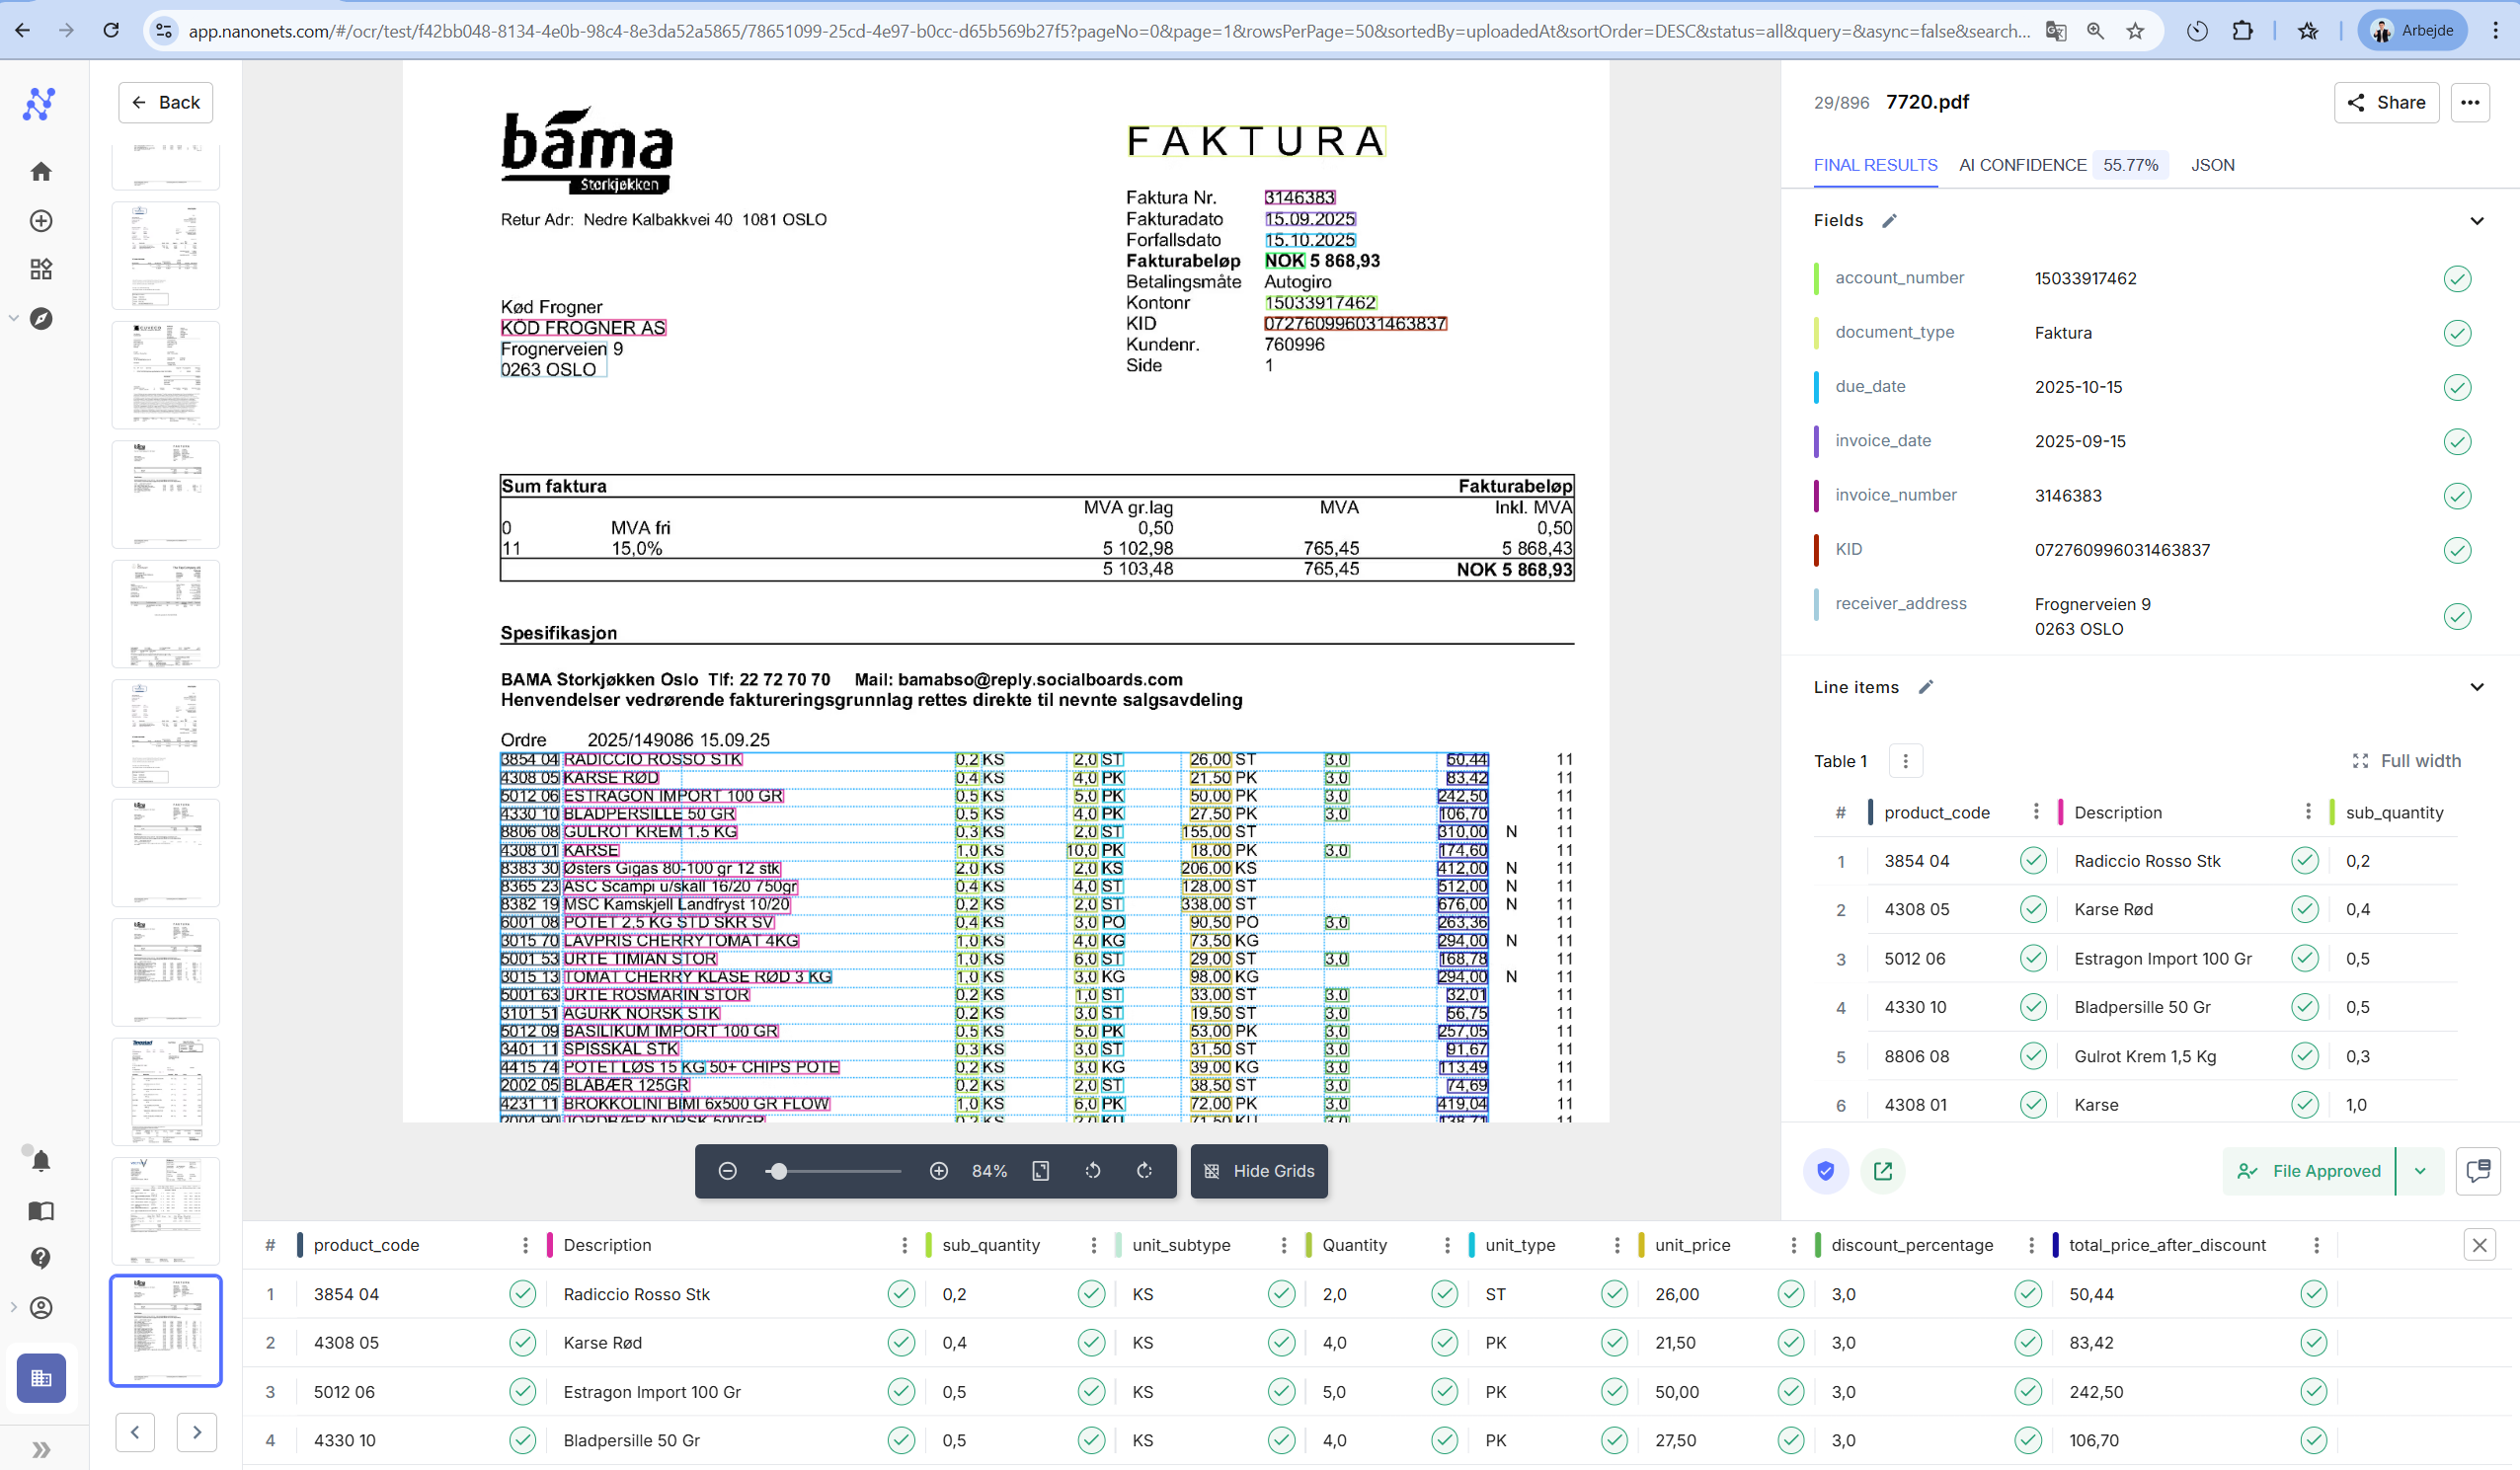 app.nanonets.com/#/ocr/test/f42bb048-8134-4e0b-98c4-8e3da52a5865/78651099-25cd-4e97-b0cc-d65b569b27f5?pageNo=0&page=1&rowsPerPage=50&sortedBy=uploadedAt&sortOrder=DESC&status=all&query=&async=false&search...
Arbejde
Back
bama
Storkjøkken
Retur Adr: Nedre Kalbakkvei 40 1081 OSLO
FAKTURA
Faktura Nr. 3146383
Fakturadato 15.09.2025
Forfallsdato 15.10.2025
Fakturabeløp NOK 5 868,93
Betalingsmåte Autogiro
Kontonr 15033917462
KID 072760996031463837
Kundenr. 760996
Side 1
Kød Frogner
KÖD FROGNER AS
Frognerveien 9
0263 OSLO
Sum faktura Fakturabeløp
MVA gr.lag MVA Inkl. MVA
0 MVA fri 0,50 0,50
11 15,0% 5 102,98 765,45 5 868,43
5 103,48 765,45 NOK 5 868,93
Spesifikasjon
BAMA Storkjøkken Oslo Tlf: 22 72 70 70 Mail: bamabso@reply.socialboards.com
Henvendelser vedrørende faktureringsgrunnlag rettes direkte til nevnte salgsavdeling
Ordre 2025/149086 15.09.25
3854 04 RADICCIO ROSSO STK 0,2 KS 2,0 ST 26,00 ST 3,0 50,44 11
4308 05 KARSE RØD 0,4 KS 4,0 PK 21,50 PK 3,0 83,42 11
5012 06 ESTRAGON IMPORT 100 GR 0,5 KS 5,0 PK 50,00 PK 3,0 242,50 11
4330 10 BLADPERSILLE 50 GR 0,5 KS 4,0 PK 27,50 PK 3,0 106,70 11
8806 08 GULROT KREM 1,5 KG 0,3 KS 2,0 ST 155,00 ST 310,00 N 11
4308 01 KARSE 1,0 KS 10,0 PK 18,00 PK 3,0 174,60 11
8383 30 Østers Gigas 80-100 gr 12 stk 2,0 KS 2,0 KS 206,00 KS 412,00 N 11
8365 23 ASC Scampi u/skall 16/20 750gr 0,4 KS 4,0 ST 128,00 ST 512,00 N 11
8382 19 MSC Kamskjell Landfryst 10/20 0,2 KS 2,0 ST 338,00 ST 676,00 N 11
6001 08 POTET 2,5 KG STD SKR SV 0,4 KS 3,0 PO 90,50 PO 3,0 263,36 11
3015 70 LAVPRIS CHERRYTOMAT 4KG 1,0 KS 4,0 KG 73,50 KG 294,00 N 11
5001 53 URTE TIMIAN STOR 1,0 KS 6,0 ST 29,00 ST 3,0 168,78 11
3015 13 TOMAT CHERRY KLASE RØD 3 KG 1,0 KS 3,0 KG 98,00 KG 294,00 N 11
5001 63 URTE ROSMARIN STOR 0,2 KS 1,0 ST 33,00 ST 3,0 32,01 11
3101 51 AGURK NORSK STK 0,2 KS 3,0 ST 19,50 ST 3,0 56,75 11
5012 09 BASILIKUM IMPORT 100 GR 0,5 KS 5,0 PK 53,00 PK 3,0 257,05 11
3401 11 SPISSKAL STK 0,3 KS 3,0 ST 31,50 ST 3,0 91,67 11
4415 74 POTET LØS 15 KG 50+ CHIPS POTE 0,2 KS 3,0 KG 39,00 KG 3,0 113,49 11
2002 05 BLÅBÆR 125GR 0,2 KS 2,0 ST 38,50 ST 3,0 74,69 11
4231 11 BROKKOLINI BIMI 6x500 GR FLOW 1,0 KS 6,0 PK 72,00 PK 3,0 419,04 11
84%
Hide Grids
29/896 7720.pdf
Share
FINAL RESULTS AI CONFIDENCE 55.77% JSON
Fields
account_number 15033917462
document_type Faktura
due_date 2025-10-15
invoice_date 2025-09-15
invoice_number 3146383
KID 072760996031463837
receiver_address Frognerveien 9
0263 OSLO
Line items
Table 1 Full width
# product_code Description sub_quantity
1 3854 04 Radiccio Rosso Stk 0,2
2 4308 05 Karse Rød 0,4
3 5012 06 Estragon Import 100 Gr 0,5
4 4330 10 Bladpersille 50 Gr 0,5
5 8806 08 Gulrot Krem 1,5 Kg 0,3
6 4308 01 Karse 1,0
File Approved
# product_code Description sub_quantity unit_subtype Quantity unit_type unit_price discount_percentage total_price_after_discount
1 3854 04 Radiccio Rosso Stk 0,2 KS 2,0 ST 26,00 3,0 50,44
2 4308 05 Karse Rød 0,4 KS 4,0 PK 21,50 3,0 83,42
3 5012 06 Estragon Import 100 Gr 0,5 KS 5,0 PK 50,00 3,0 242,50
4 4330 10 Bladpersille 50 Gr 0,5 KS 4,0 PK 27,50 3,0 106,70